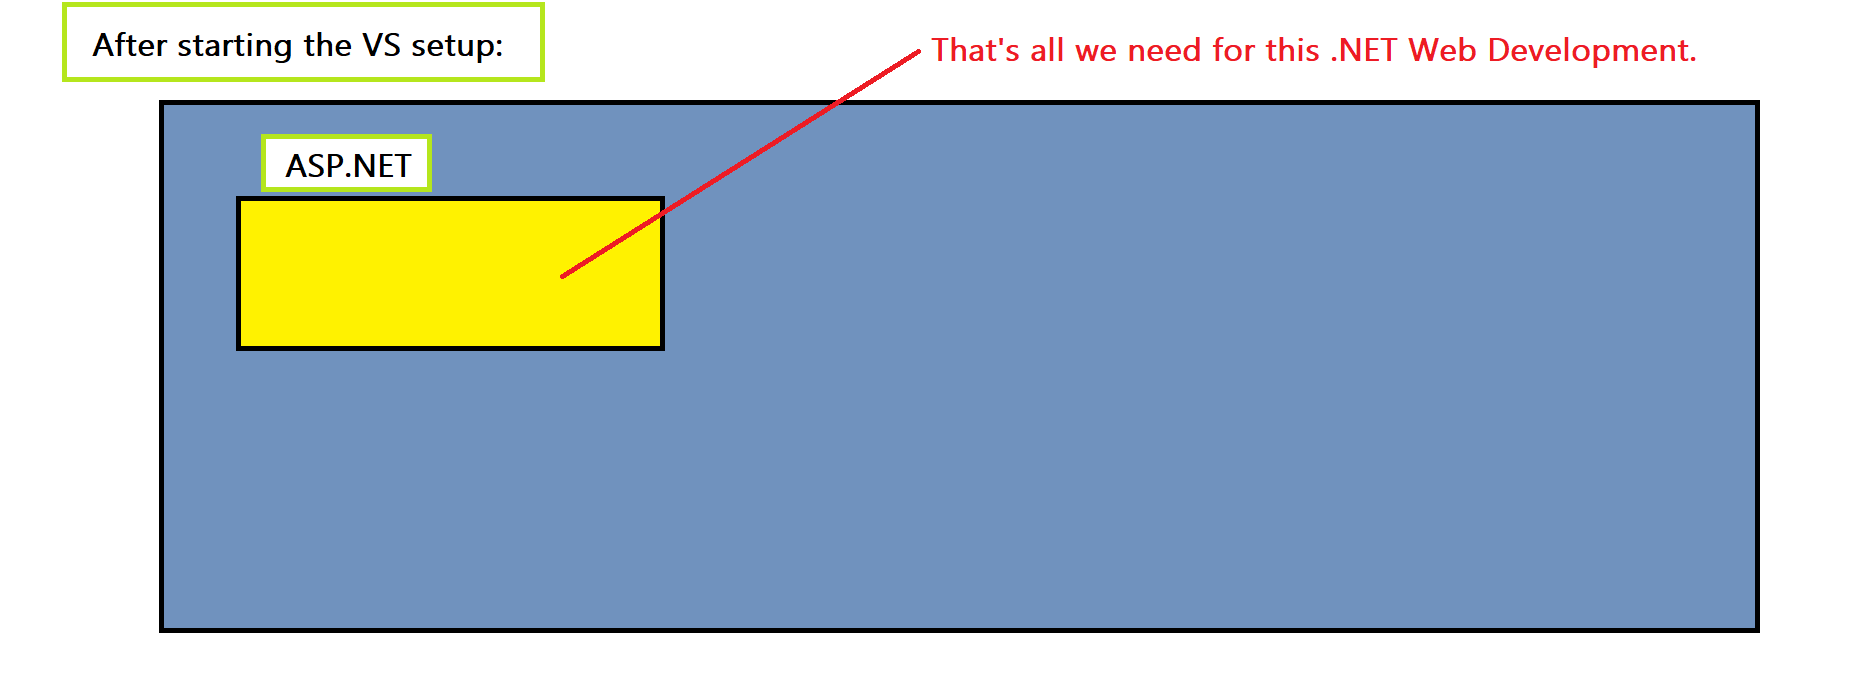 After starting the VS setup:
That's all we need for this .NET Web Development.
ASP.NET